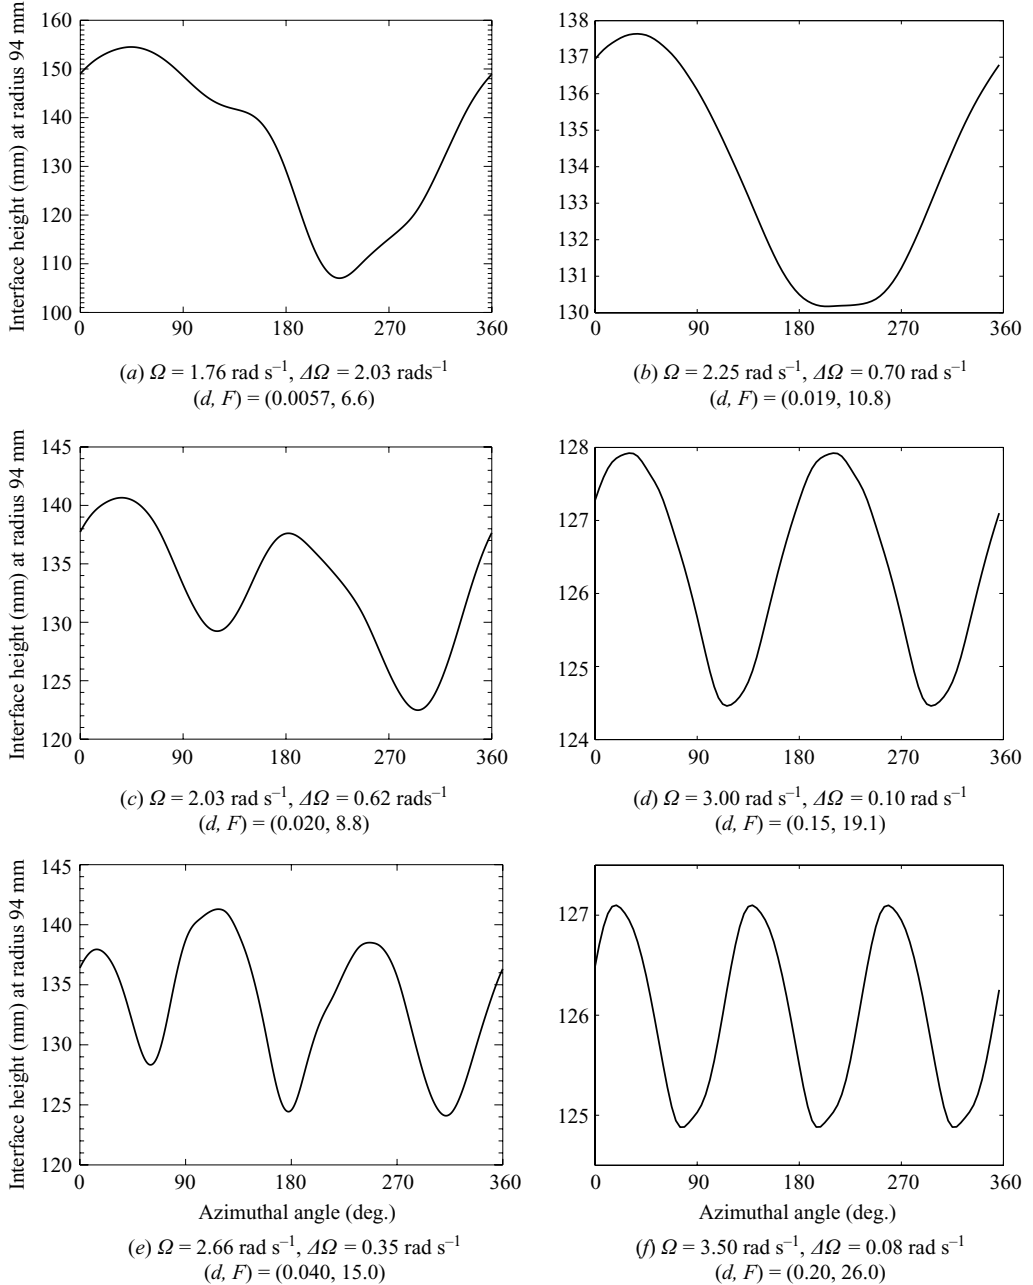 Interface height (mm) at radius 94 mm
160
150
140
130
120
110
100
0 90 180 270 360
(a) Ω = 1.76 rad s⁻¹, ΔΩ = 2.03 rads⁻¹
(d, F) = (0.0057, 6.6)
138
137
136
135
134
133
132
131
130
0 90 180 270 360
(b) Ω = 2.25 rad s⁻¹, ΔΩ = 0.70 rad s⁻¹
(d, F) = (0.019, 10.8)
Interface height (mm) at radius 94 mm
145
140
135
130
125
120
0 90 180 270 360
(c) Ω = 2.03 rad s⁻¹, ΔΩ = 0.62 rads⁻¹
(d, F) = (0.020, 8.8)
128
127
126
125
124
0 90 180 270 360
(d) Ω = 3.00 rad s⁻¹, ΔΩ = 0.10 rad s⁻¹
(d, F) = (0.15, 19.1)
Interface height (mm) at radius 94 mm
145
140
135
130
125
120
0 90 180 270 360
Azimuthal angle (deg.)
(e) Ω = 2.66 rad s⁻¹, ΔΩ = 0.35 rad s⁻¹
(d, F) = (0.040, 15.0)
127
126
125
0 90 180 270 360
Azimuthal angle (deg.)
(f) Ω = 3.50 rad s⁻¹, ΔΩ = 0.08 rad s⁻¹
(d, F) = (0.20, 26.0)